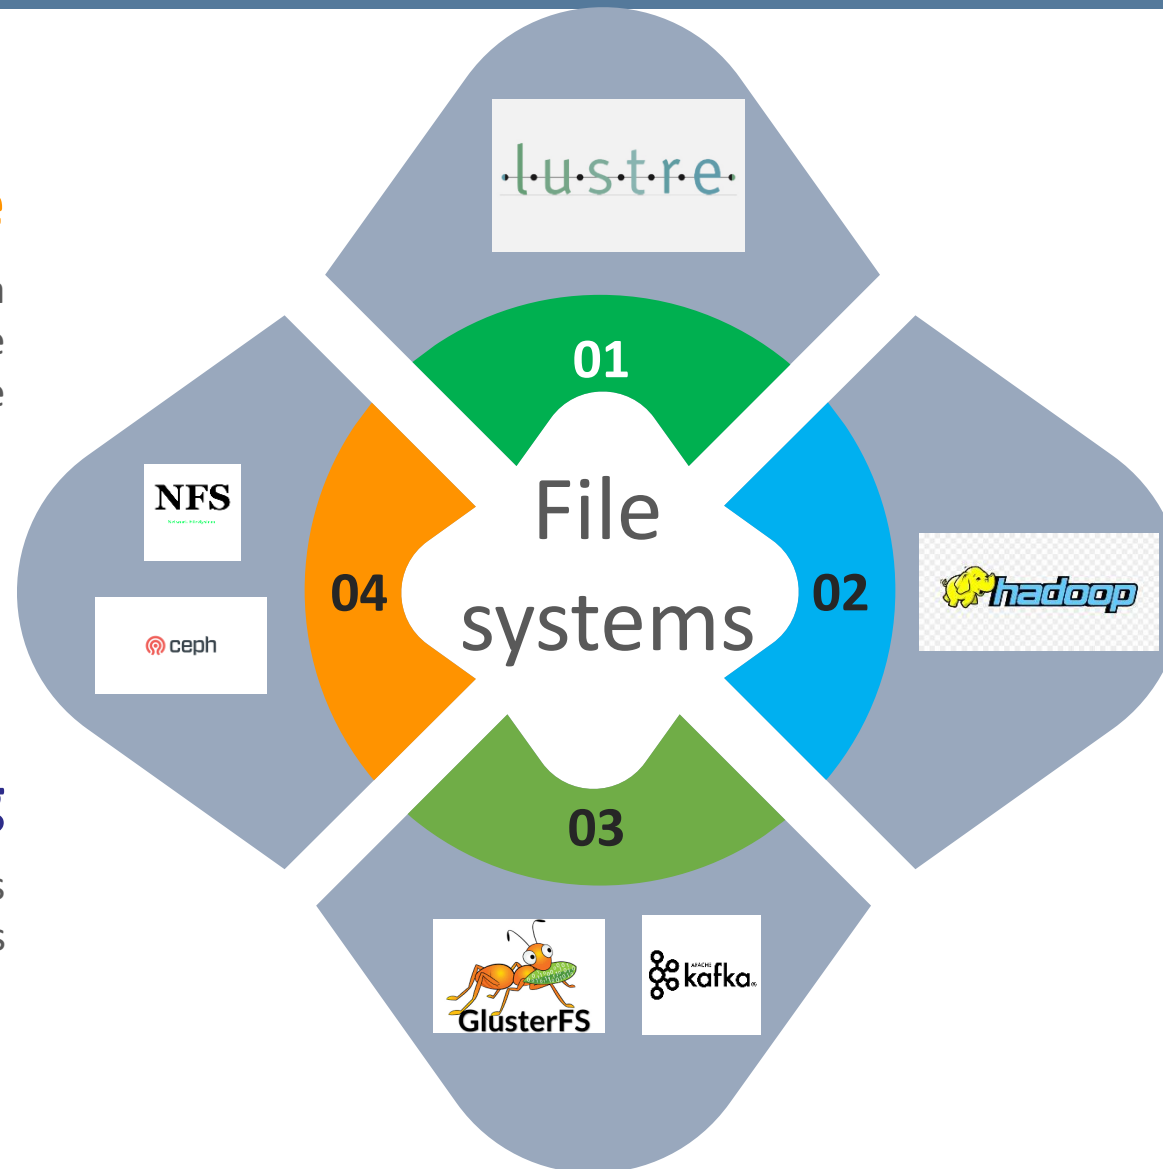 lustre
01
e
n
e
e
File
systems
NFS
04
02
hadoop
ceph
g
s
s
03
GlusterFS
APACHE
kafka